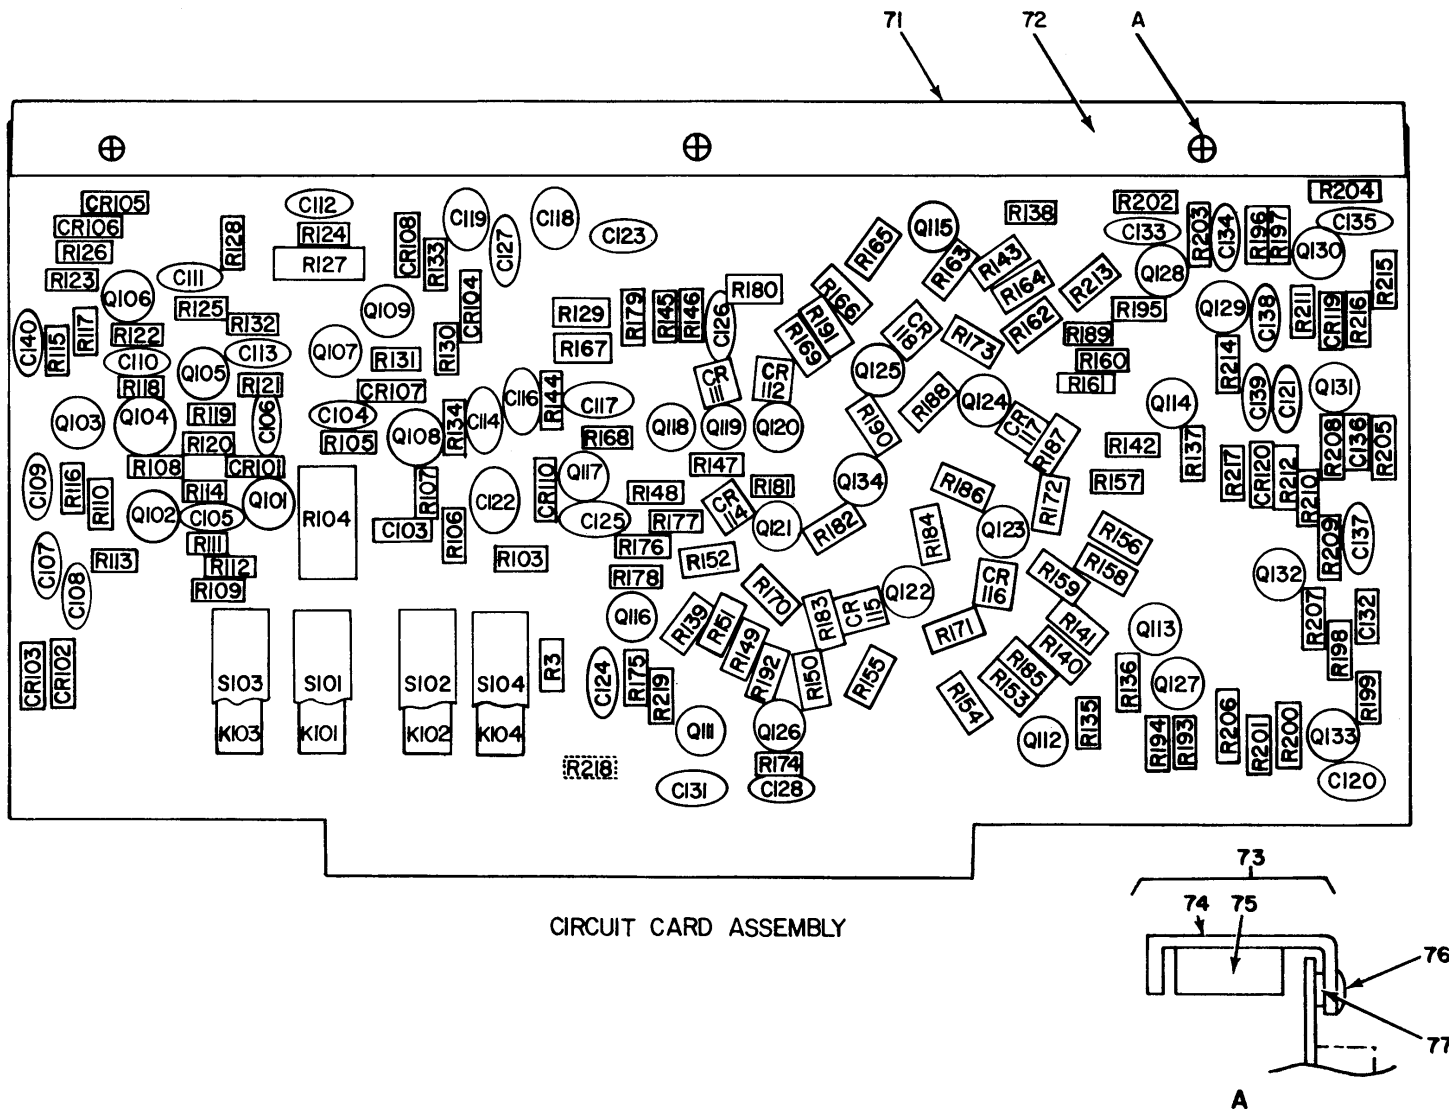 71 72 A
CR105 C112 C119 C118 R138 R202 R204
CR106 R124 CR108 C127 C123 Q115 C133 R203 C134 R196 R197 C135
R126 R128 R127 R133 R165 R163 R143 Q128 Q130
R123 C111 CR104 R180 R166 R164 R213 R215
Q106 R125 Q109 R129 R179 R145 R146 C126 R191 R162 R195 Q129 C138 R211 CR119 R216
C140 R115 R117 R122 R132 Q107 R130 R167 R169 CR 118 R173 R189
C110 Q105 C113 R131 CR 111 CR 112 Q125 R160 R214
R118 R121 CR107 C116 R144 C117 R188 Q124 R161 Q114 C139 C121 Q131
Q103 Q104 R119 C106 C104 Q108 R134 C114 Q118 Q119 Q120 R190 CR 117 R187 R137 R208 C136 R205
R120 R105 R168 R142
C109 R116 R108 CR101 R107 CR110 Q117 R147 Q134 R186 R172 R157 R217 CR120 R212 R210
R110 R114 Q101 R104 C122 R148 CR 114 R181
Q102 C105 C103 R106 C125 R177 Q121 R182 R184 Q123 R156 R209 C137
C107 R113 R111 R103 R176 R152 R158
C108 R112 R178 R170 CR 116 R159 Q132
R109 Q116 R183 CR 115 Q122 R207 C132
R139 R151 R149 R171 R141 Q113 R198
CR103 CR102 S103 S101 S102 S104 R3 C124 R175 R219 R192 R150 R155 R185 R140 R136 Q127 R199
K103 K101 K102 K104 Q111 Q126 R154 R153 Q112 R135 R194 R193 R206 R201 R200 Q133
R218 R174
C131 C128 C120
CIRCUIT CARD ASSEMBLY
73
74 75
76
77
A